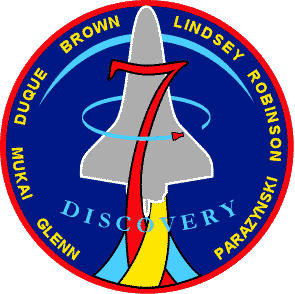 DUQUE BROWN LINDSEY ROBINSON
7
DISCOVERY
MUKAI GLENN PARAZYNSKI